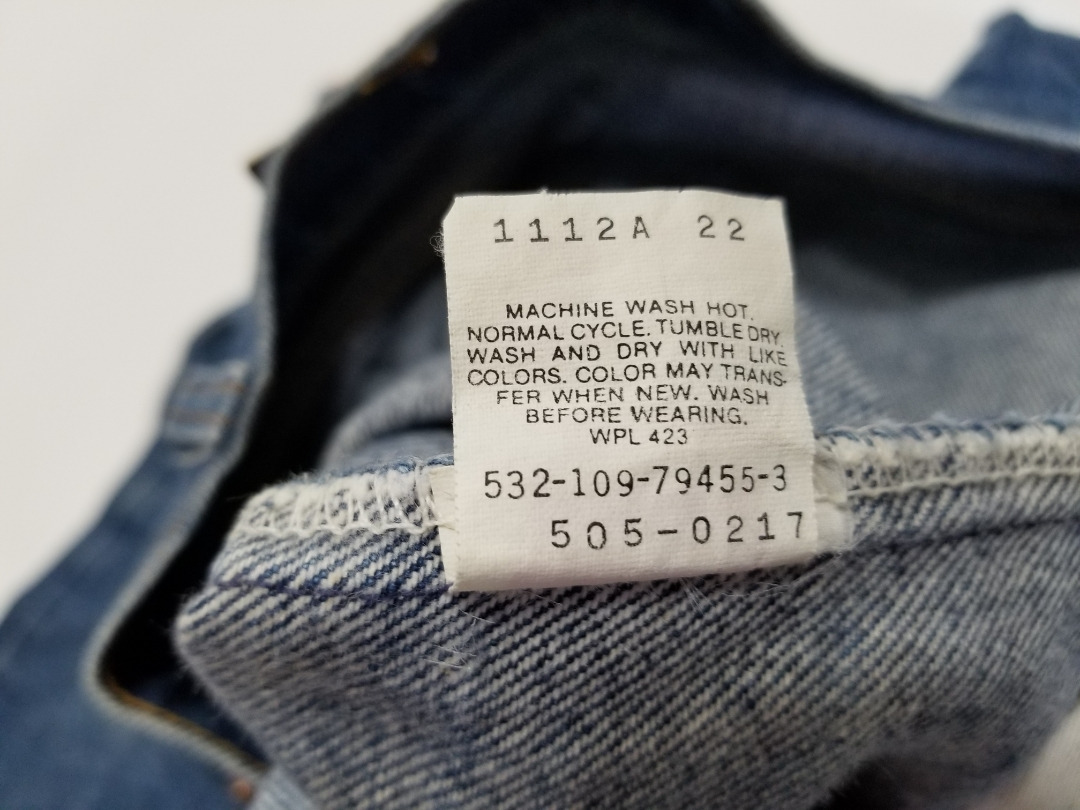 1112A 22
MACHINE WASH HOT.
NORMAL CYCLE. TUMBLE DRY.
WASH AND DRY WITH LIKE
COLORS. COLOR MAY TRANS-
FER WHEN NEW. WASH
BEFORE WEARING.
WPL 423
532-109-79455-3
505-0217